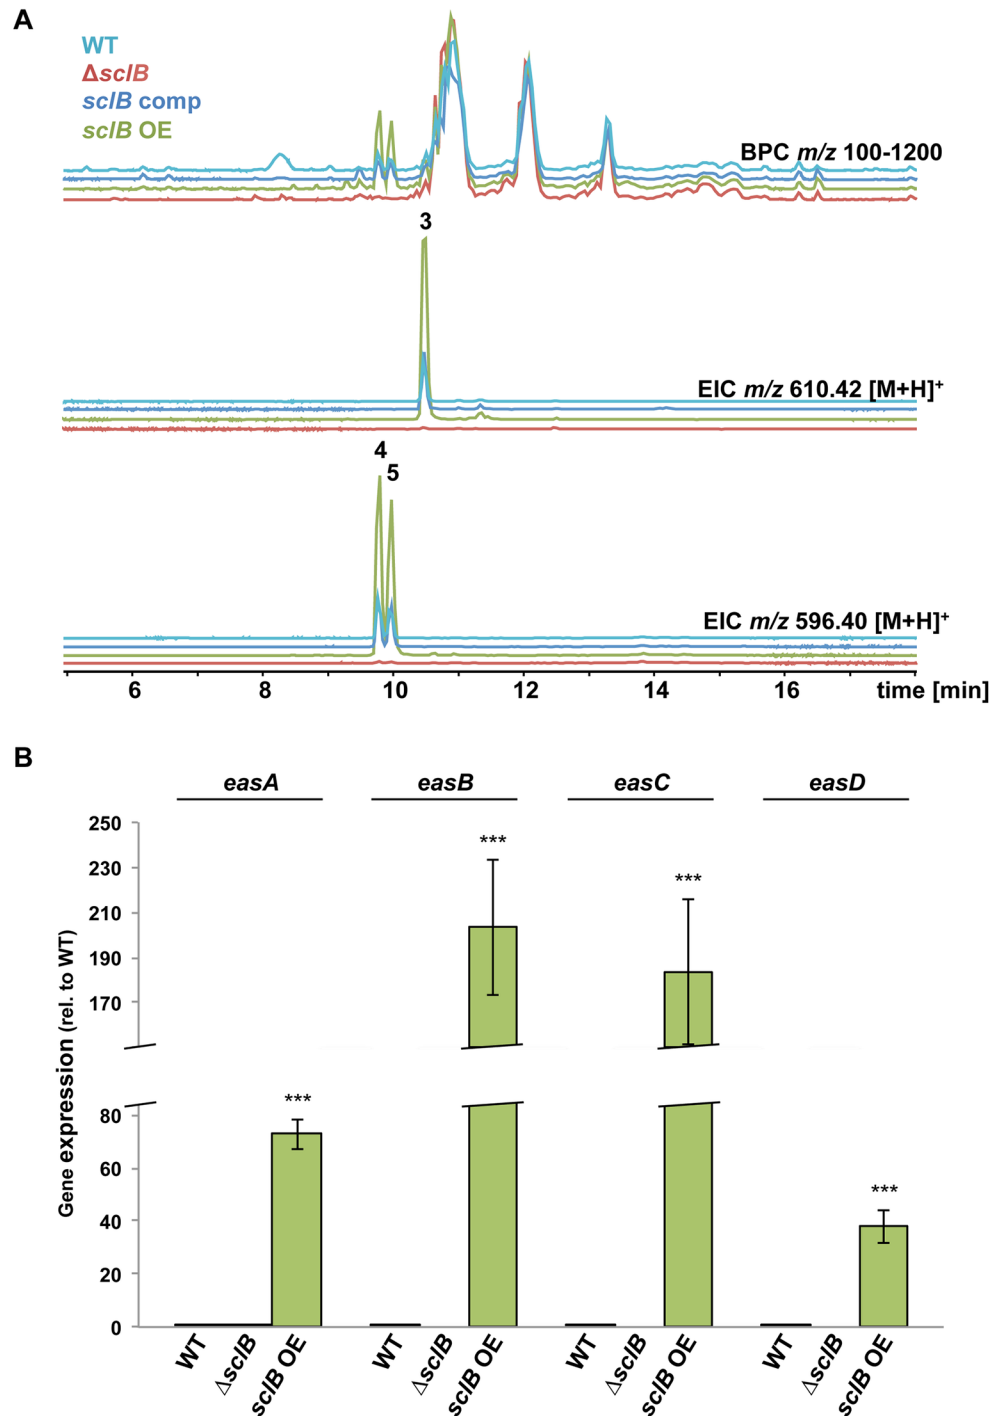 A
WT
ΔsclB
sclB comp
sclB OE
BPC m/z 100-1200
3
EIC m/z 610.42 [M+H]⁺
4
5
EIC m/z 596.40 [M+H]⁺
6 8 10 12 14 16 time [min]
B
easA easB easC easD
Gene expression (rel. to WT)
250
230
210
190
170
80
60
40
20
0
***
***
***
***
WT ΔsclB sclB OE WT ΔsclB sclB OE WT ΔsclB sclB OE WT ΔsclB sclB OE